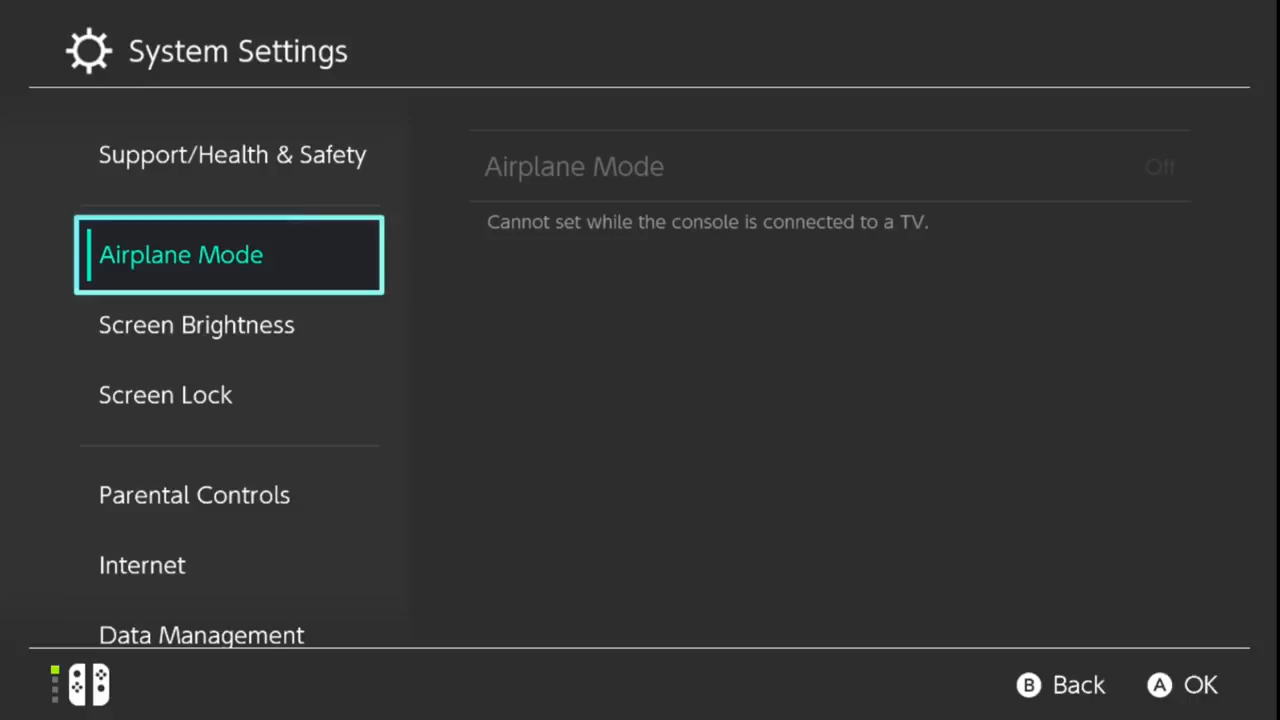 System Settings
Support/Health & Safety
Airplane Mode
Screen Brightness
Screen Lock
Parental Controls
Internet
Data Management
Airplane Mode Off
Cannot set while the console is connected to a TV.
B Back A OK